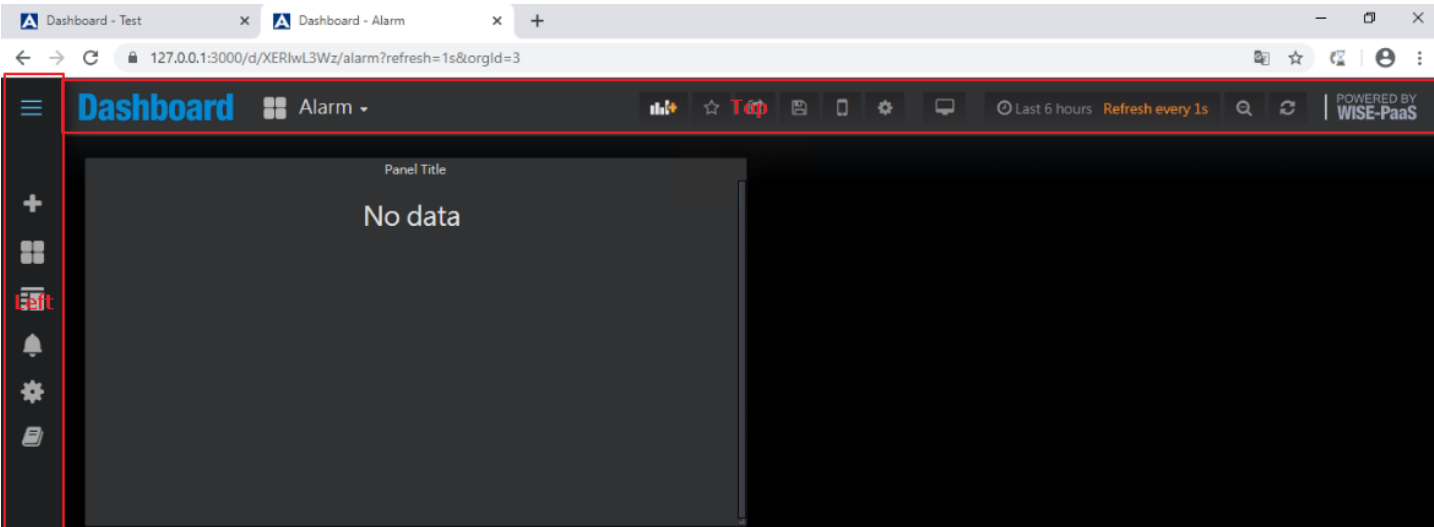 Dashboard - Test
Dashboard - Alarm
127.0.0.1:3000/d/XERIwL3Wz/alarm?refresh=1s&orgId=3
Dashboard Alarm Top Last 6 hours Refresh every 1s POWERED BY
WISE-PaaS
Panel Title
No data
Left